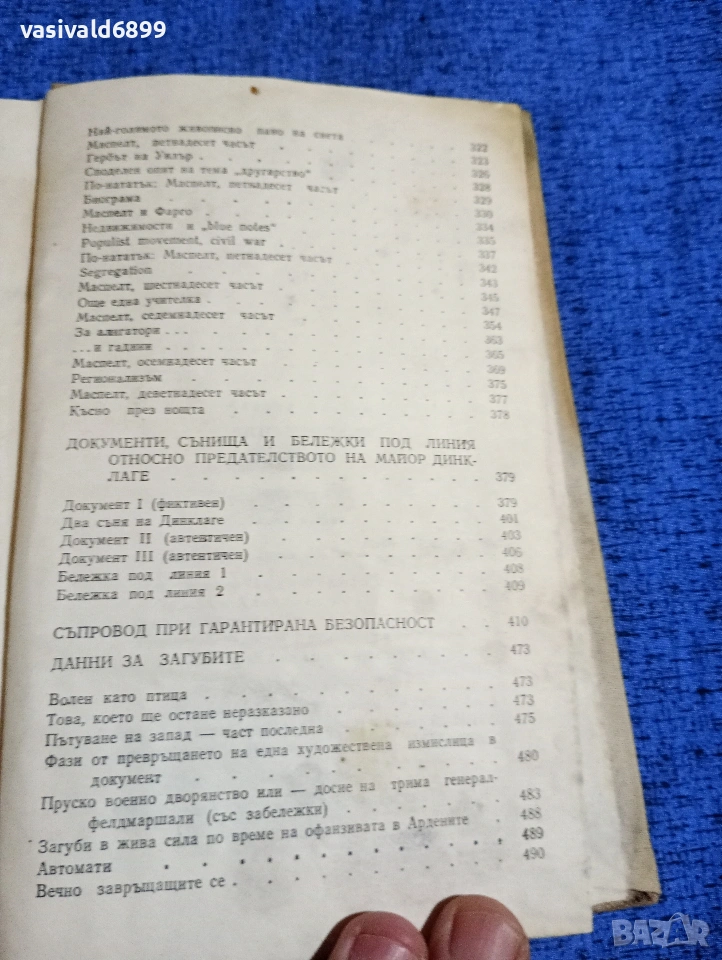 vasivald6899
Най-голямото живописно пано на света . . . 322
Маспелт, петнадесет часът . . . . . . 323
Гербът на Уилър . . . . . . . . 326
Споделен опит на тема „другарство“ . . . 328
По-нататък: Маспелт, петнадесет часът . . . 329
Биограма . . . . . . . . . 330
Маспелт и Фарго . . . . . . . . 334
Недвижимости и „blue notes“ . . . . . 335
Populist movement, civil war . . . . . . 337
По-нататък: Маспелт, петнадесет часът . . . 342
Segregation . . . . . . . . . 343
Маспелт, шестнадесет часът . . . . . . 345
Още една учителка . . . . . . . . 347
Маспелт, седемнадесет часът . . . . . . 354
За алигатори . . . . . . . . . 363
. . . и гадини . . . . . . . . . 365
Маспелт, осемнадесет часът . . . . . . 369
Регионализъм . . . . . . . . . 375
Маспелт, деветнадесет часът . . . . . . 377
Късно през нощта . . . . . . . . 378
ДОКУМЕНТИ, СЪНИЩА И БЕЛЕЖКИ ПОД ЛИНИЯ
ОТНОСНО ПРЕДАТЕЛСТВОТО НА МАЙОР ДИНК-
ЛАГЕ . . . . . . . . . . 379
Документ I (фиктивен) . . . . . . . 379
Два съня на Динклаге . . . . . . . 401
Документ II (автентичен) . . . . . . 403
Документ III (автентичен) . . . . . . 406
Бележка под линия 1 . . . . . . . 408
Бележка под линия 2 . . . . . . . 409
СЪПРОВОД ПРИ ГАРАНТИРАНА БЕЗОПАСНОСТ . . 410
ДАННИ ЗА ЗАГУБИТЕ . . . . . . . 473
Волен като птица . . . . . . . . 473
Това, което ще остане неразказано . . . . 473
Пътуване на запад — част последна . . . . 475
Фази от превръщането на една художествена измислица в
документ . . . . . . . . . 480
Пруско военно дворянство или — досие на трима генерал-
фелдмаршали (със забележки) . . . . . 483
Загуби в жива сила по време на офанзивата в Ардените . 488
Автомати . . . . . . . . . . 489
Вечно завръщащите се . . . . . . . 490
BAZAR